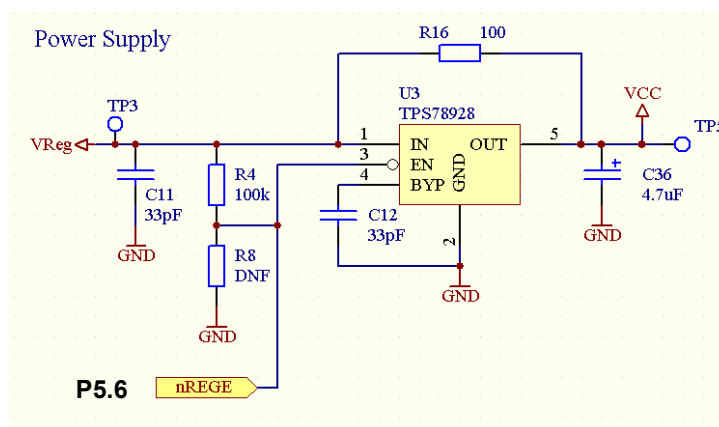 Power Supply
R16 100
U3
TPS78928
VCC
TP3
TP5
VReg
1 IN OUT 5
3 EN
4 BYP GND
2
C11
33pF
R4
100k
C12
33pF
C36
4.7uF
GND
R8
DNF
GND
GND
GND
P5.6 nREGE